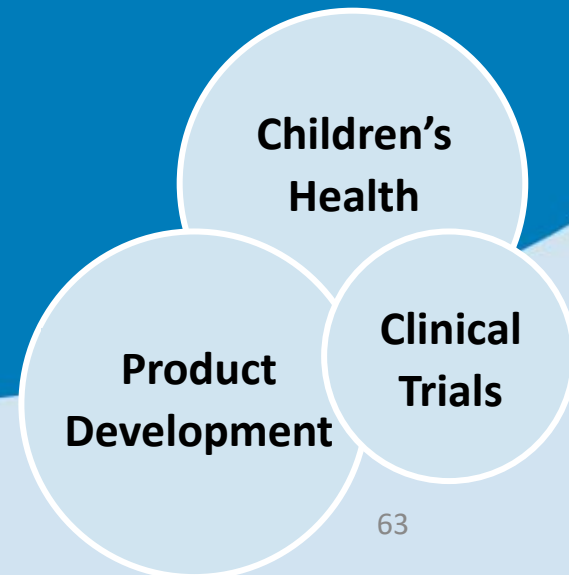 Children’s
Health
Clinical
Trials
Product
Development
63